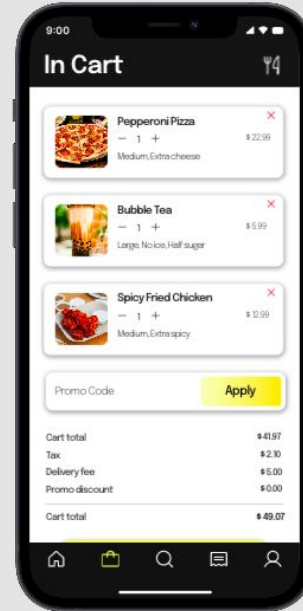 9:00
In Cart
Pepperoni Pizza
1
$ 22.99
Medium, Extra cheese
Bubble Tea
1
$ 5.99
Large, No ice, Half sugar
Spicy Fried Chicken
1
$ 12.99
Medium, Extra spicy
Promo Code Apply
Cart total $ 41.97
Tax $ 2.10
Delivery fee $ 5.00
Promo discount $ 0.00
Cart total $ 49.07